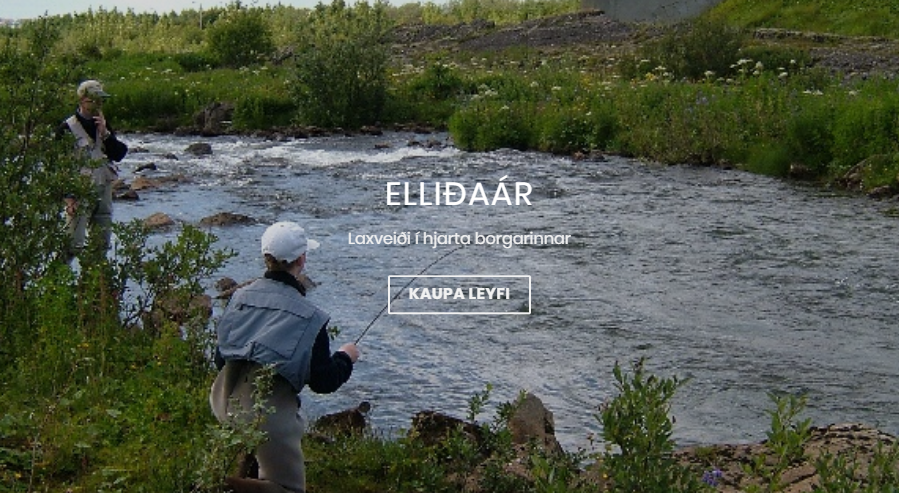 ELLIÐAÁR
Laxveiði í hjarta borgarinnar
KAUPA LEYFI